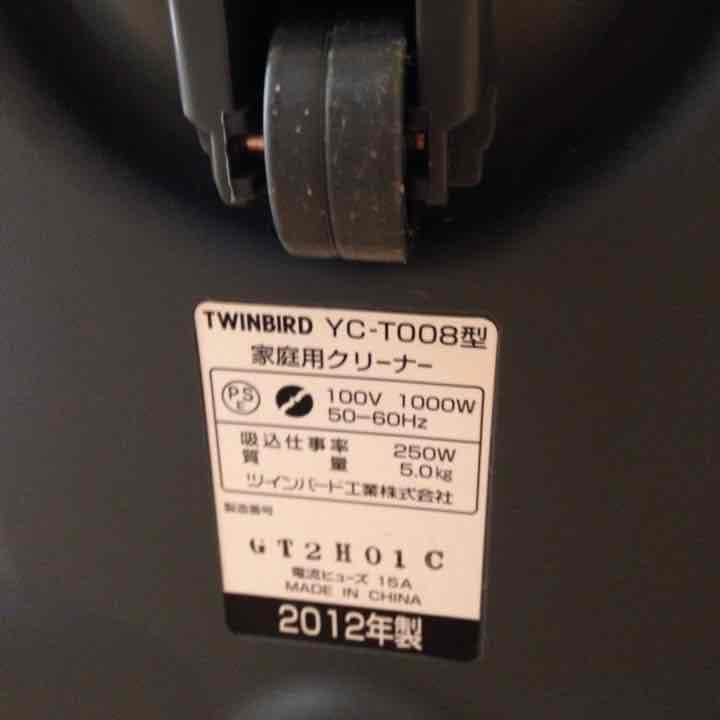 TWINBIRD YC-T008型
家庭用クリーナー
PSE 100V 1000W
50-60Hz
吸込仕事率 250W
質量 5.0kg
ツインバード工業株式会社
製造番号
GT2H01C
電流ヒューズ 15A
MADE IN CHINA
2012年製